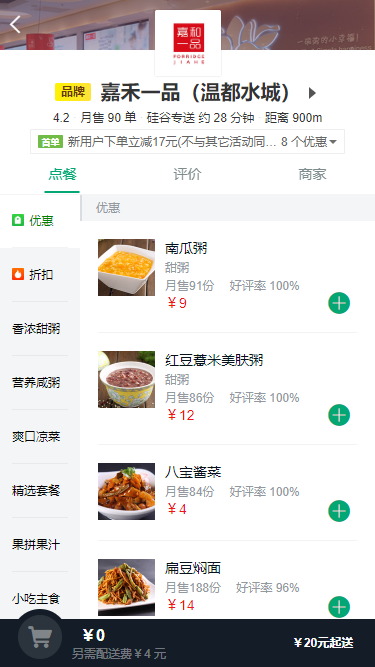 嘉和
一品
PORRIDGE
JIAHE
品牌 嘉禾一品（温都水城）
4.2 月售 90 单 · 硅谷专送 约 28 分钟 · 距离 900m
首单 新用户下单立减17元(不与其它活动同… 8 个优惠
点餐 评价 商家
优惠
折扣
香浓甜粥
营养咸粥
爽口凉菜
精选套餐
果拼果汁
小吃主食
优惠
南瓜粥
甜粥
月售91份 好评率 100%
￥9
红豆薏米美肤粥
甜粥
月售86份 好评率 100%
￥12
八宝酱菜
月售84份 好评率 100%
￥4
扁豆焖面
月售188份 好评率 96%
￥14
￥0
另需配送费￥4 元
￥20元起送